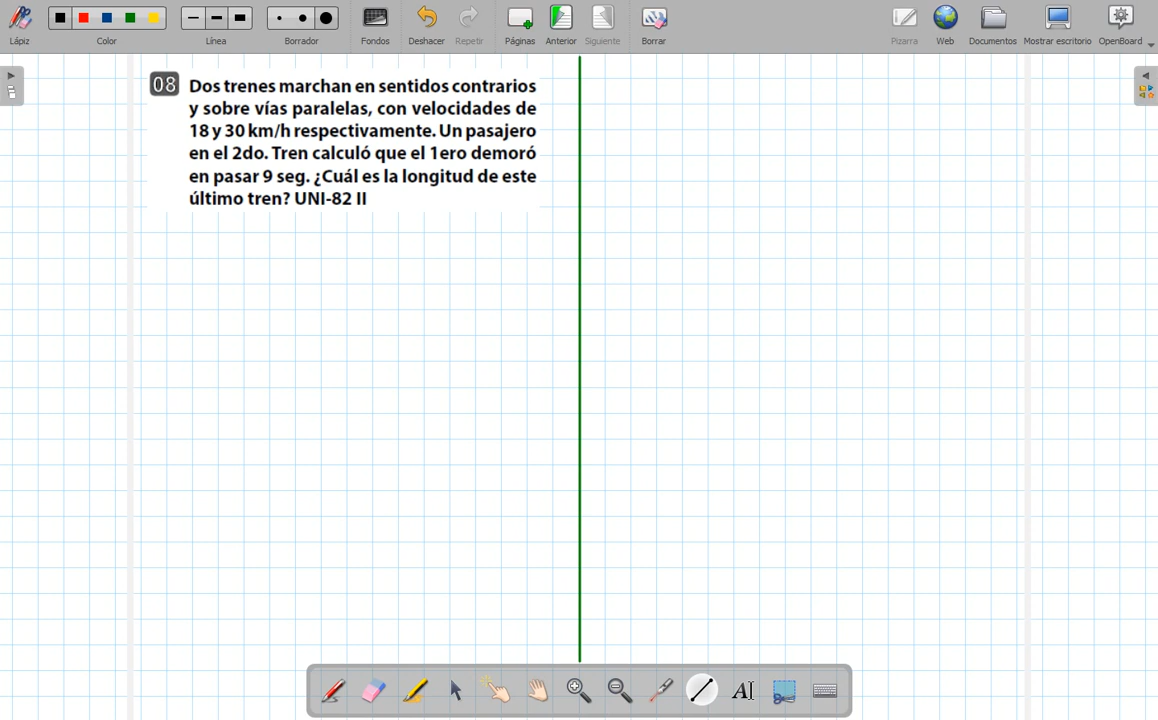 Lápiz
Color
Línea
Borrador
Fondos
Deshacer
Repetir
Páginas
Anterior
Siguiente
Borrar
Pizarra
Web
Documentos
Mostrar escritorio
OpenBoard
08 Dos trenes marchan en sentidos contrarios
y sobre vías paralelas, con velocidades de
18 y 30 km/h respectivamente. Un pasajero
en el 2do. Tren calculó que el 1ero demoró
en pasar 9 seg. ¿Cuál es la longitud de este
último tren? UNI-82 II